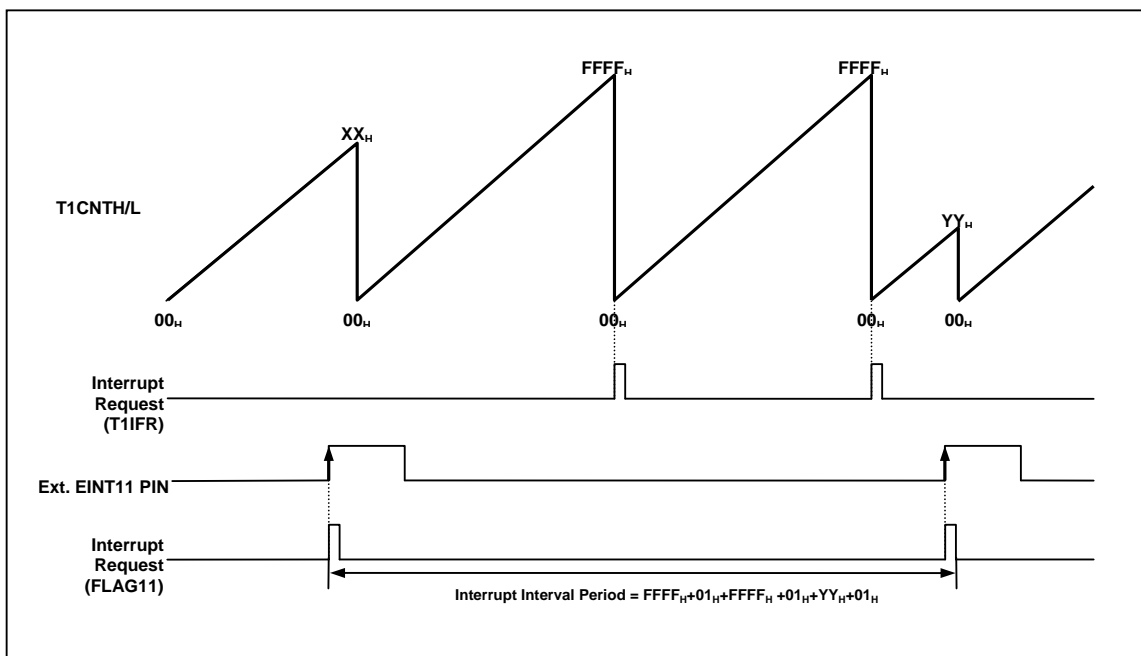 FFFFH FFFFH
XXH
T1CNTH/L
YYH
00H 00H 00H 00H 00H
Interrupt
Request
(T1IFR)
Ext. EINT11 PIN
Interrupt
Request
(FLAG11)
Interrupt Interval Period = FFFFH+01H+FFFFH +01H+YYH+01H